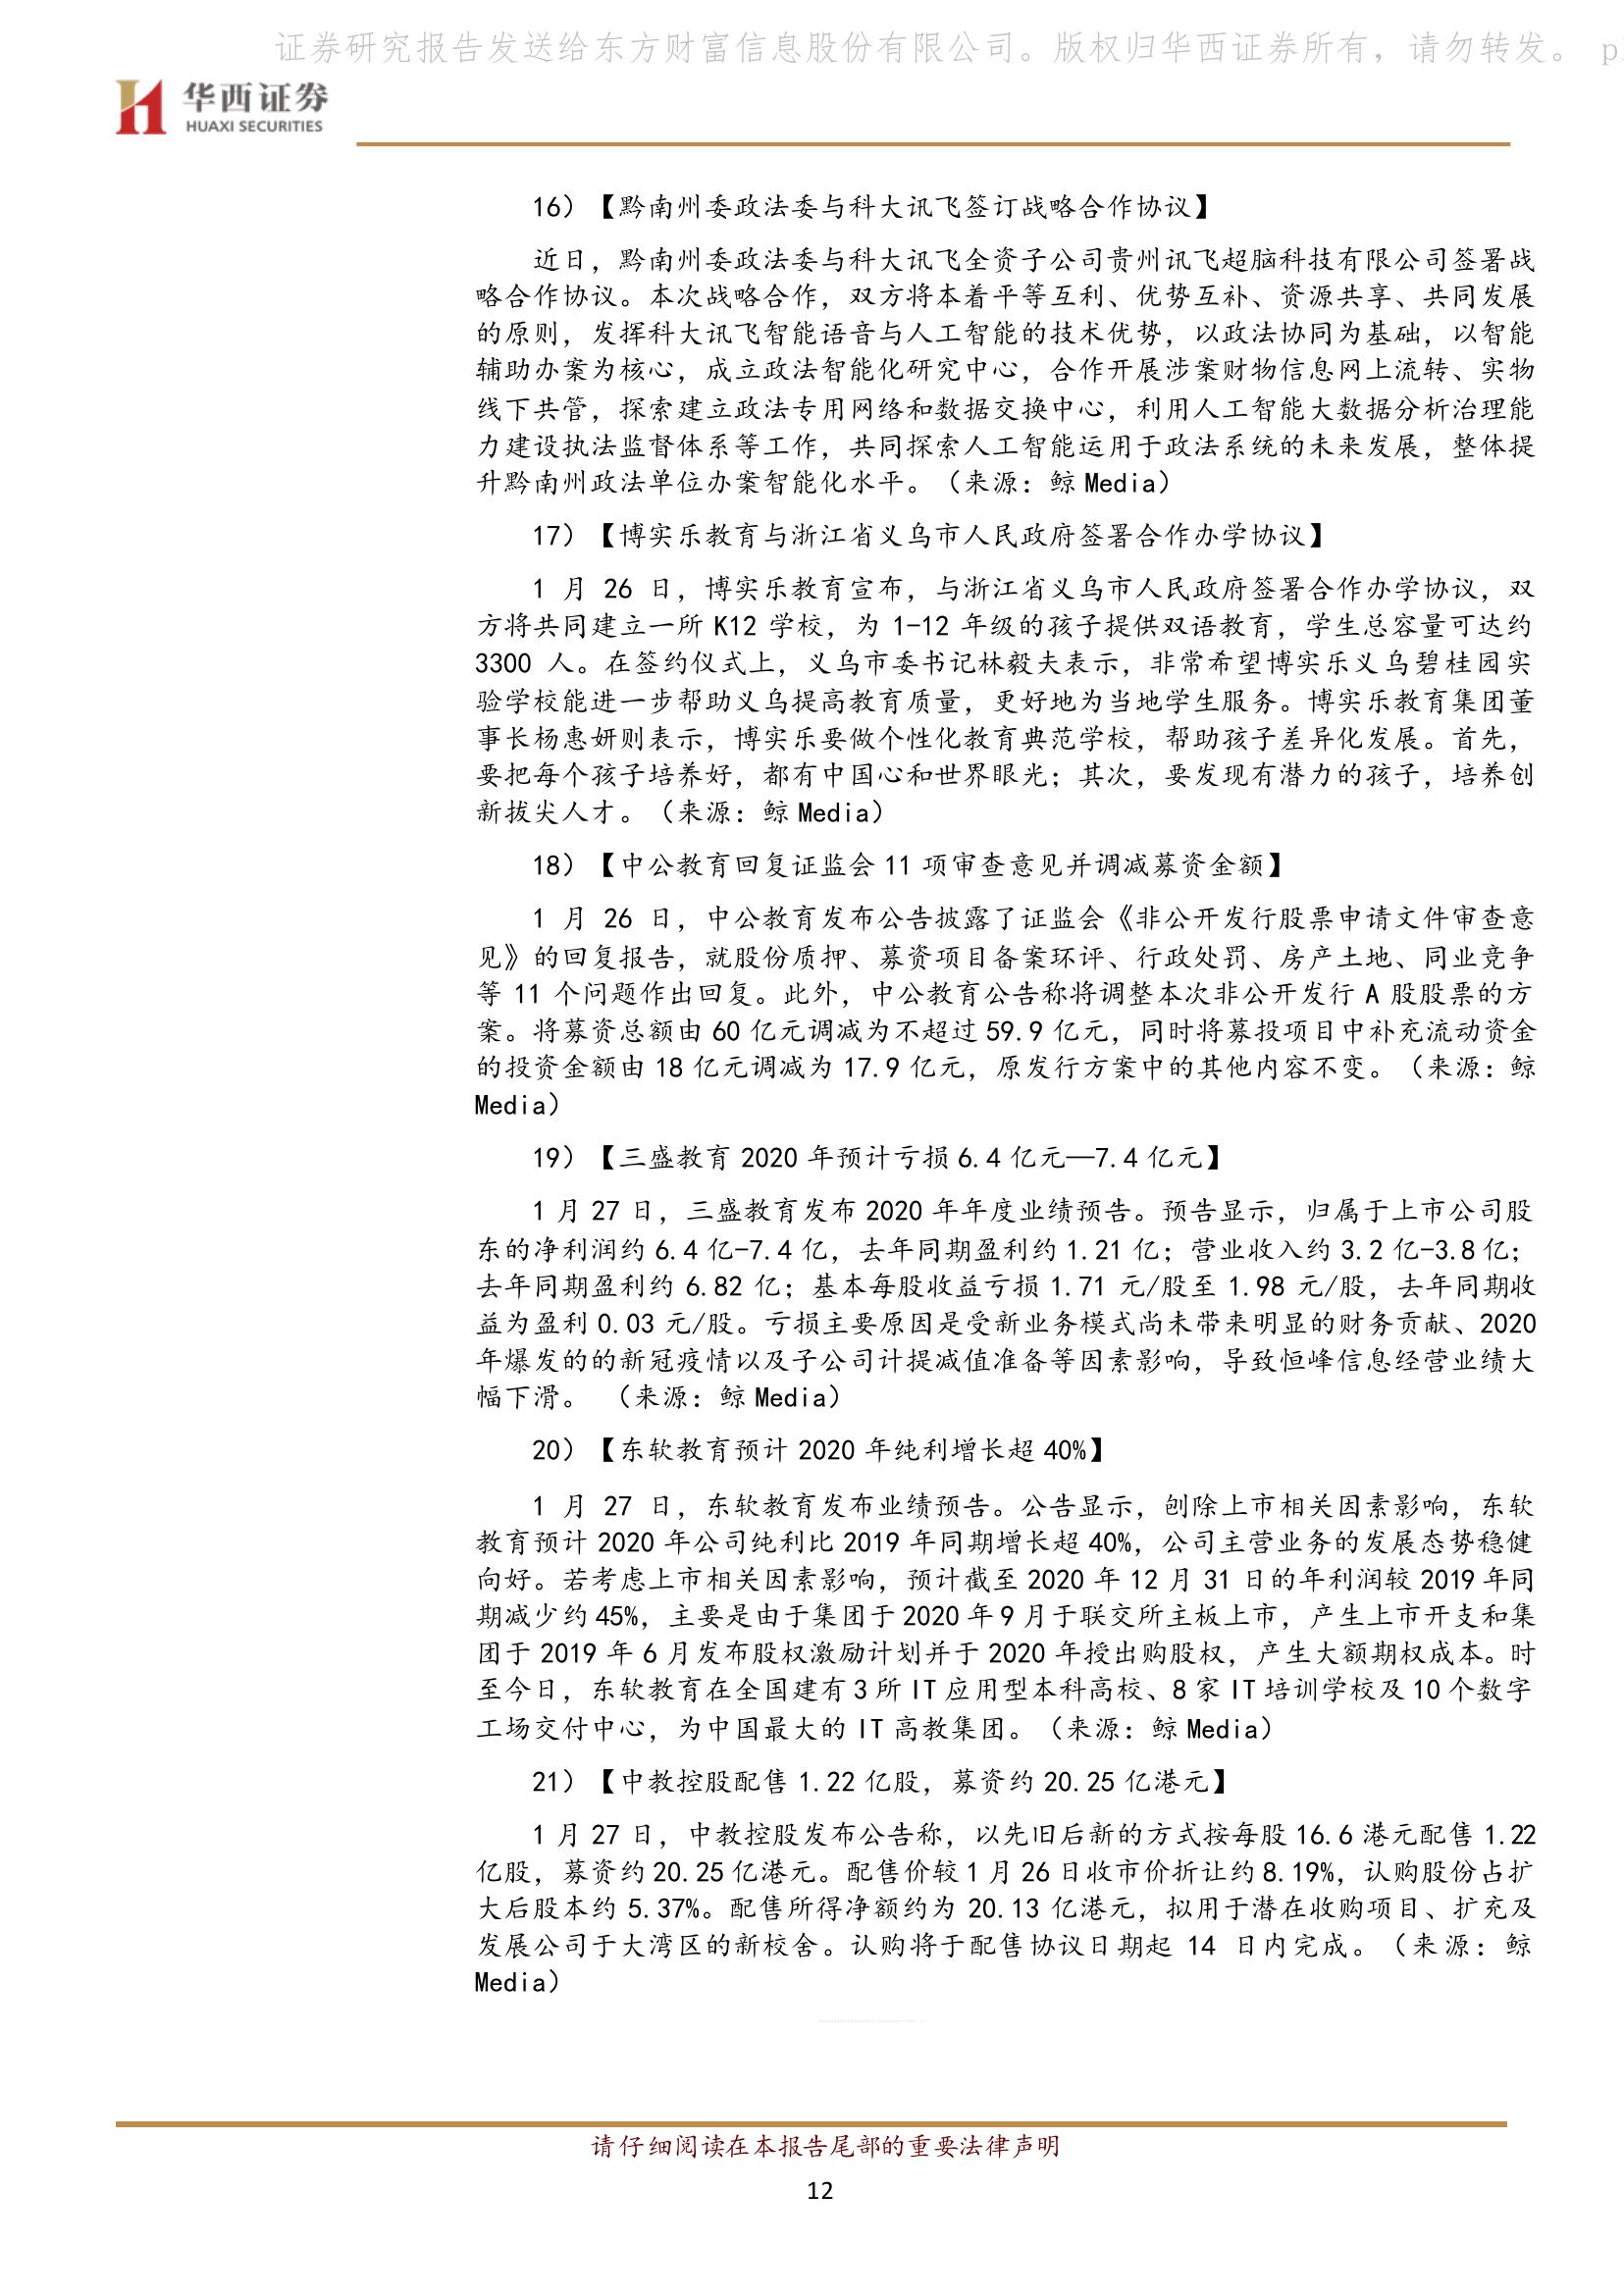 证券研究报告发送给东方财富信息股份有限公司。版权归华西证券所有，请勿转发。 p
华西证券
HUAXI SECURITIES
16）【黔南州委政法委与科大讯飞签订战略合作协议】
近日，黔南州委政法委与科大讯飞全资子公司贵州讯飞超脑科技有限公司签署战
略合作协议。本次战略合作，双方将本着平等互利、优势互补、资源共享、共同发展
的原则，发挥科大讯飞智能语音与人工智能的技术优势，以政法协同为基础，以智能
辅助办案为核心，成立政法智能化研究中心，合作开展涉案财物信息网上流转、实物
线下共管，探索建立政法专用网络和数据交换中心，利用人工智能大数据分析治理能
力建设执法监督体系等工作，共同探索人工智能运用于政法系统的未来发展，整体提
升黔南州政法单位办案智能化水平。（来源：鲸 Media）
17）【博实乐教育与浙江省义乌市人民政府签署合作办学协议】
1 月 26 日，博实乐教育宣布，与浙江省义乌市人民政府签署合作办学协议，双
方将共同建立一所 K12 学校，为 1-12 年级的孩子提供双语教育，学生总容量可达约
3300 人。在签约仪式上，义乌市委书记林毅夫表示，非常希望博实乐义乌碧桂园实
验学校能进一步帮助义乌提高教育质量，更好地为当地学生服务。博实乐教育集团董
事长杨惠妍则表示，博实乐要做个性化教育典范学校，帮助孩子差异化发展。首先，
要把每个孩子培养好，都有中国心和世界眼光；其次，要发现有潜力的孩子，培养创
新拔尖人才。（来源：鲸 Media）
18）【中公教育回复证监会 11 项审查意见并调减募资金额】
1 月 26 日，中公教育发布公告披露了证监会《非公开发行股票申请文件审查意
见》的回复报告，就股份质押、募资项目备案环评、行政处罚、房产土地、同业竞争
等 11 个问题作出回复。此外，中公教育公告称将调整本次非公开发行 A 股股票的方
案。将募资总额由 60 亿元调减为不超过 59.9 亿元，同时将募投项目中补充流动资金
的投资金额由 18 亿元调减为 17.9 亿元，原发行方案中的其他内容不变。（来源：鲸
Media）
19）【三盛教育 2020 年预计亏损 6.4 亿元—7.4 亿元】
1 月 27 日，三盛教育发布 2020 年年度业绩预告。预告显示，归属于上市公司股
东的净利润约 6.4 亿-7.4 亿，去年同期盈利约 1.21 亿；营业收入约 3.2 亿-3.8 亿；
去年同期盈利约 6.82 亿；基本每股收益亏损 1.71 元/股至 1.98 元/股，去年同期收
益为盈利 0.03 元/股。亏损主要原因是受新业务模式尚未带来明显的财务贡献、2020
年爆发的的新冠疫情以及子公司计提减值准备等因素影响，导致恒峰信息经营业绩大
幅下滑。 （来源：鲸 Media）
20）【东软教育预计 2020 年纯利增长超 40%】
1 月 27 日，东软教育发布业绩预告。公告显示，刨除上市相关因素影响，东软
教育预计 2020 年公司纯利比 2019 年同期增长超 40%，公司主营业务的发展态势稳健
向好。若考虑上市相关因素影响，预计截至 2020 年 12 月 31 日的年利润较 2019 年同
期减少约 45%，主要是由于集团于 2020 年 9 月于联交所主板上市，产生上市开支和集
团于 2019 年 6 月发布股权激励计划并于 2020 年授出购股权，产生大额期权成本。时
至今日，东软教育在全国建有 3 所 IT 应用型本科高校、8 家 IT 培训学校及 10 个数字
工场交付中心，为中国最大的 IT 高教集团。（来源：鲸 Media）
21）【中教控股配售 1.22 亿股，募资约 20.25 亿港元】
1 月 27 日，中教控股发布公告称，以先旧后新的方式按每股 16.6 港元配售 1.22
亿股，募资约 20.25 亿港元。配售价较 1 月 26 日收市价折让约 8.19%，认购股份占扩
大后股本约 5.37%。配售所得净额约为 20.13 亿港元，拟用于潜在收购项目、扩充及
发展公司于大湾区的新校舍。认购将于配售协议日期起 14 日内完成。（来源：鲸
Media）
请仔细阅读在本报告尾部的重要法律声明
12